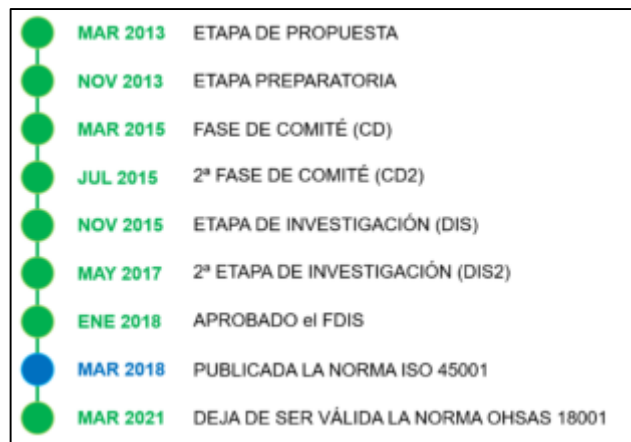 MAR 2013 ETAPA DE PROPUESTA
NOV 2013 ETAPA PREPARATORIA
MAR 2015 FASE DE COMITÉ (CD)
JUL 2015 2ª FASE DE COMITÉ (CD2)
NOV 2015 ETAPA DE INVESTIGACIÓN (DIS)
MAY 2017 2ª ETAPA DE INVESTIGACIÓN (DIS2)
ENE 2018 APROBADO el FDIS
MAR 2018 PUBLICADA LA NORMA ISO 45001
MAR 2021 DEJA DE SER VÁLIDA LA NORMA OHSAS 18001